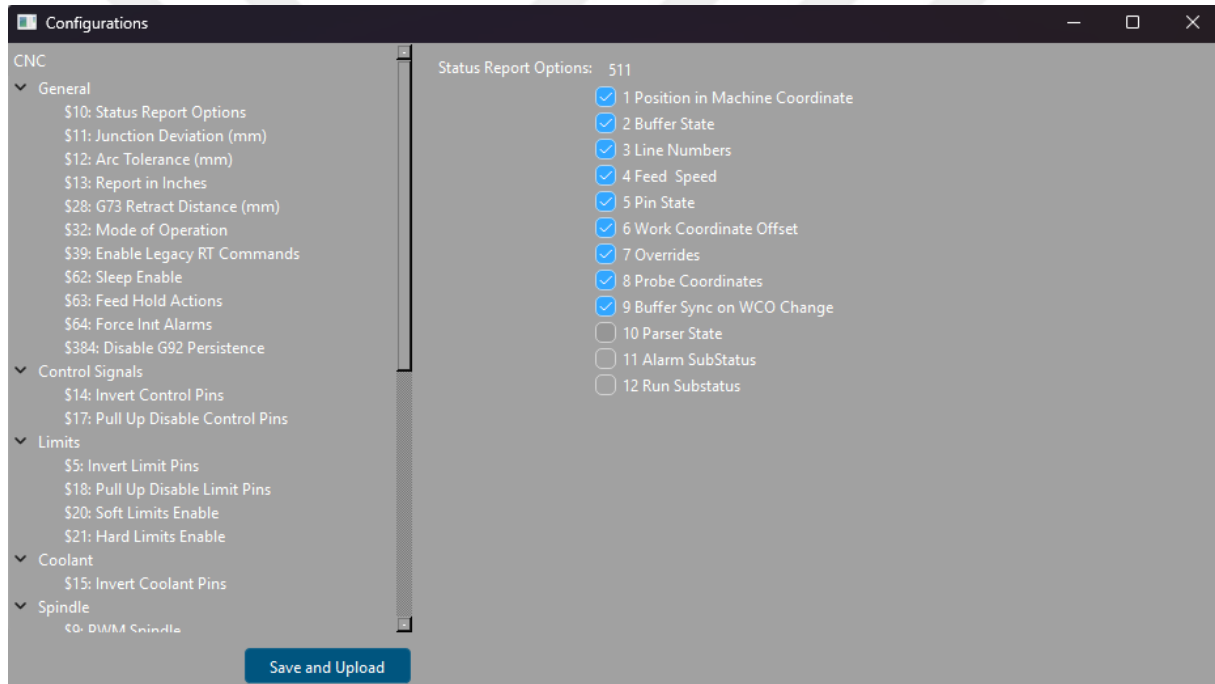 Configurations
CNC
General
$10: Status Report Options
$11: Junction Deviation (mm)
$12: Arc Tolerance (mm)
$13: Report in Inches
$28: G73 Retract Distance (mm)
$32: Mode of Operation
$39: Enable Legacy RT Commands
$62: Sleep Enable
$63: Feed Hold Actions
$64: Force Init Alarms
$384: Disable G92 Persistence
Control Signals
$14: Invert Control Pins
$17: Pull Up Disable Control Pins
Limits
$5: Invert Limit Pins
$18: Pull Up Disable Limit Pins
$20: Soft Limits Enable
$21: Hard Limits Enable
Coolant
$15: Invert Coolant Pins
Spindle
$9: PWM Spindle
Save and Upload
Status Report Options: 511
1 Position in Machine Coordinate
2 Buffer State
3 Line Numbers
4 Feed Speed
5 Pin State
6 Work Coordinate Offset
7 Overrides
8 Probe Coordinates
9 Buffer Sync on WCO Change
10 Parser State
11 Alarm SubStatus
12 Run Substatus